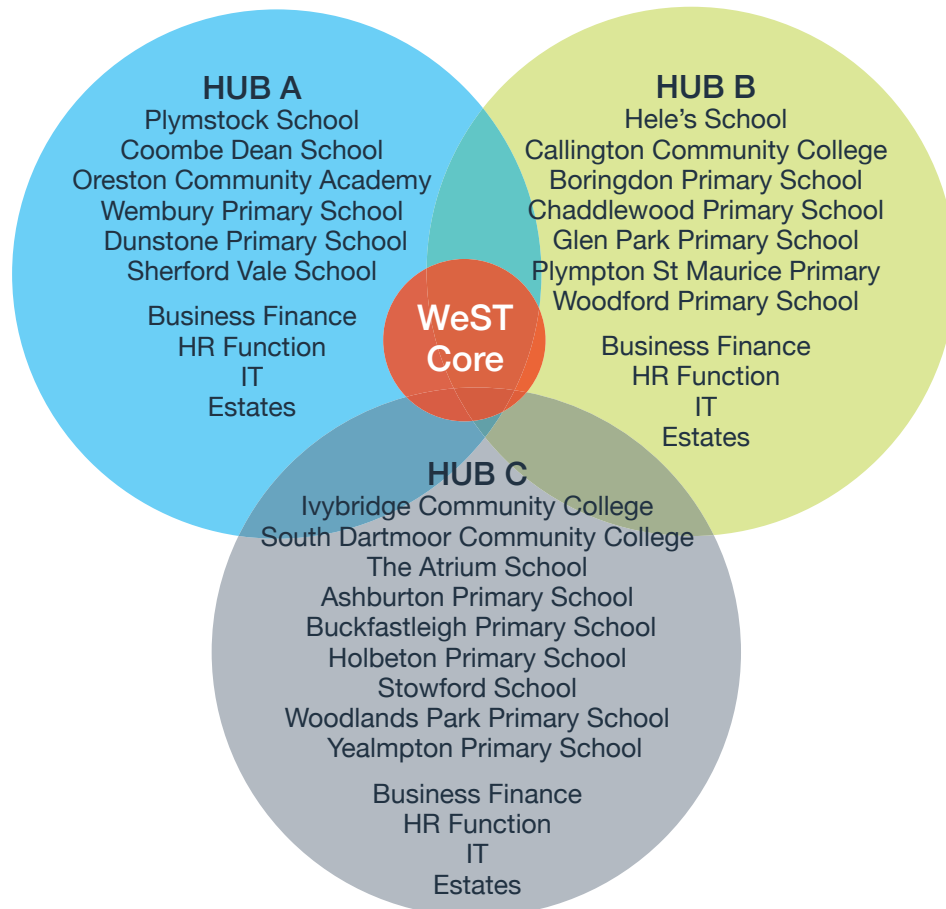 HUB A
Plymstock School
Coombe Dean School
Oreston Community Academy
Wembury Primary School
Dunstone Primary School
Sherford Vale School
Business Finance
HR Function
IT
Estates
HUB B
Hele’s School
Callington Community College
Boringdon Primary School
Chaddlewood Primary School
Glen Park Primary School
Plympton St Maurice Primary
Woodford Primary School
Business Finance
HR Function
IT
Estates
WeST
Core
HUB C
Ivybridge Community College
South Dartmoor Community College
The Atrium School
Ashburton Primary School
Buckfastleigh Primary School
Holbeton Primary School
Stowford School
Woodlands Park Primary School
Yealmpton Primary School
Business Finance
HR Function
IT
Estates